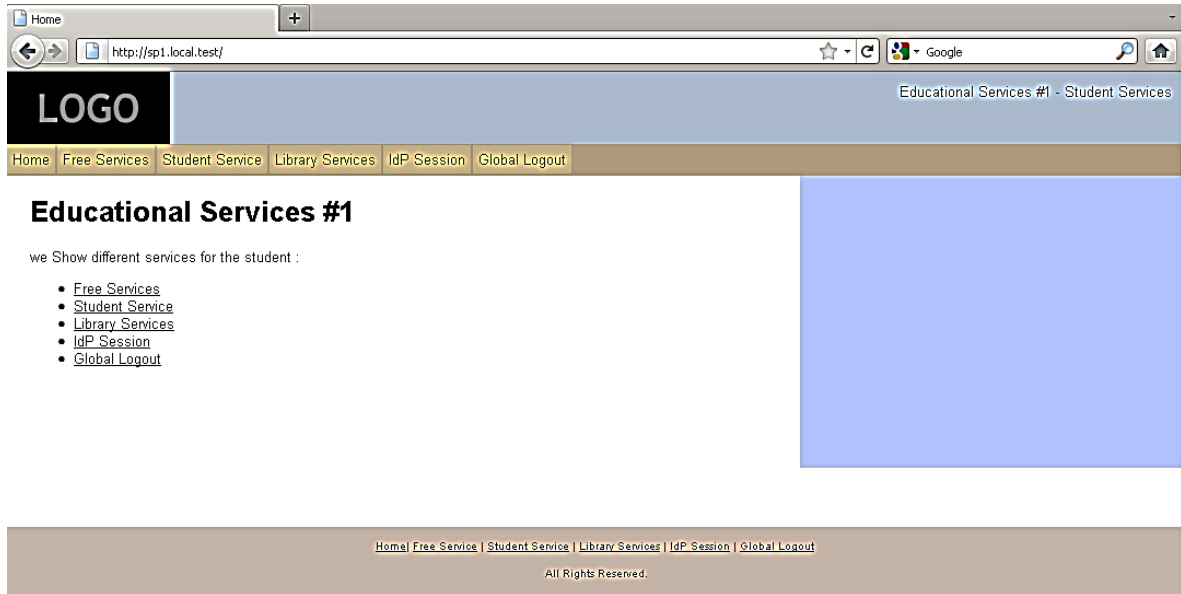 Home
http://sp1.local.test/
Google
LOGO
Educational Services #1 - Student Services
Home Free Services Student Service Library Services IdP Session Global Logout
Educational Services #1
we Show different services for the student :
Free Services
Student Service
Library Services
IdP Session
Global Logout
Home| Free Service | Student Service | Library Services | IdP Session | Global Logout
All Rights Reserved.